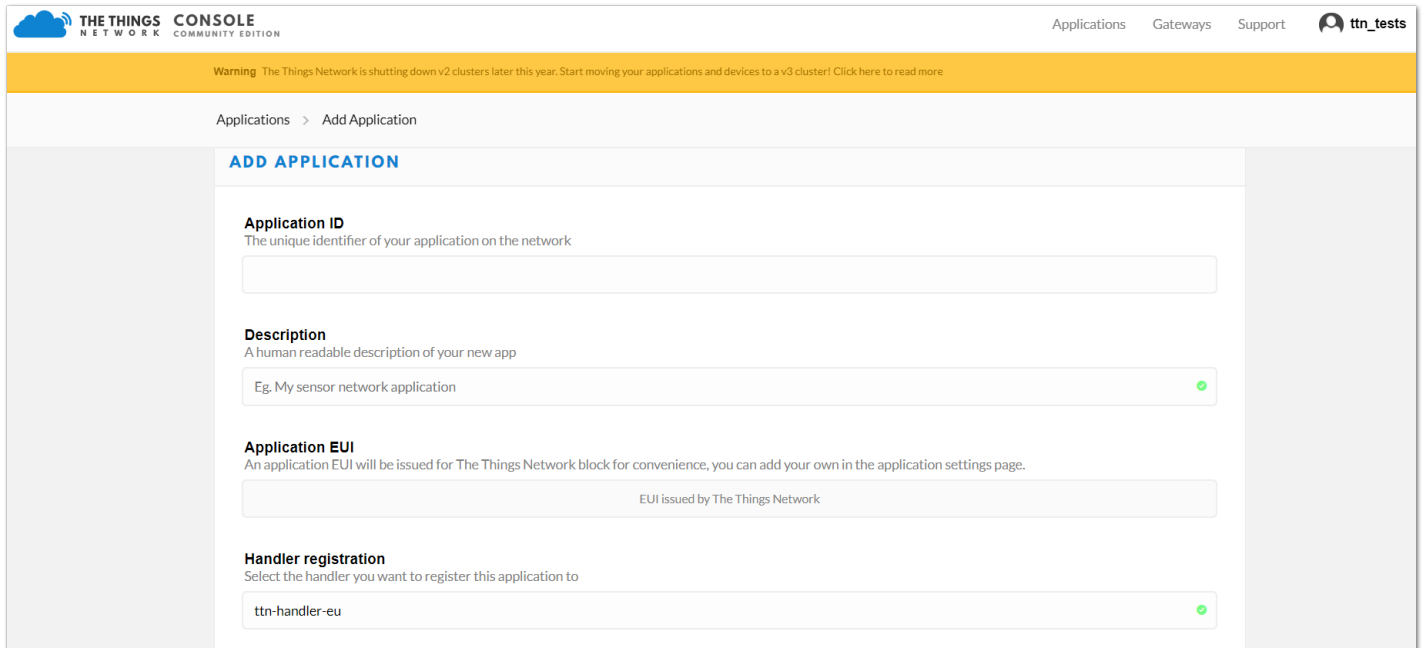 THE THINGS CONSOLE
NETWORK COMMUNITY EDITION
Applications Gateways Support ttn_tests
Warning The Things Network is shutting down v2 clusters later this year. Start moving your applications and devices to a v3 cluster! Click here to read more
Applications > Add Application
ADD APPLICATION
Application ID
The unique identifier of your application on the network
Description
A human readable description of your new app
Eg. My sensor network application
Application EUI
An application EUI will be issued for The Things Network block for convenience, you can add your own in the application settings page.
EUI issued by The Things Network
Handler registration
Select the handler you want to register this application to
ttn-handler-eu